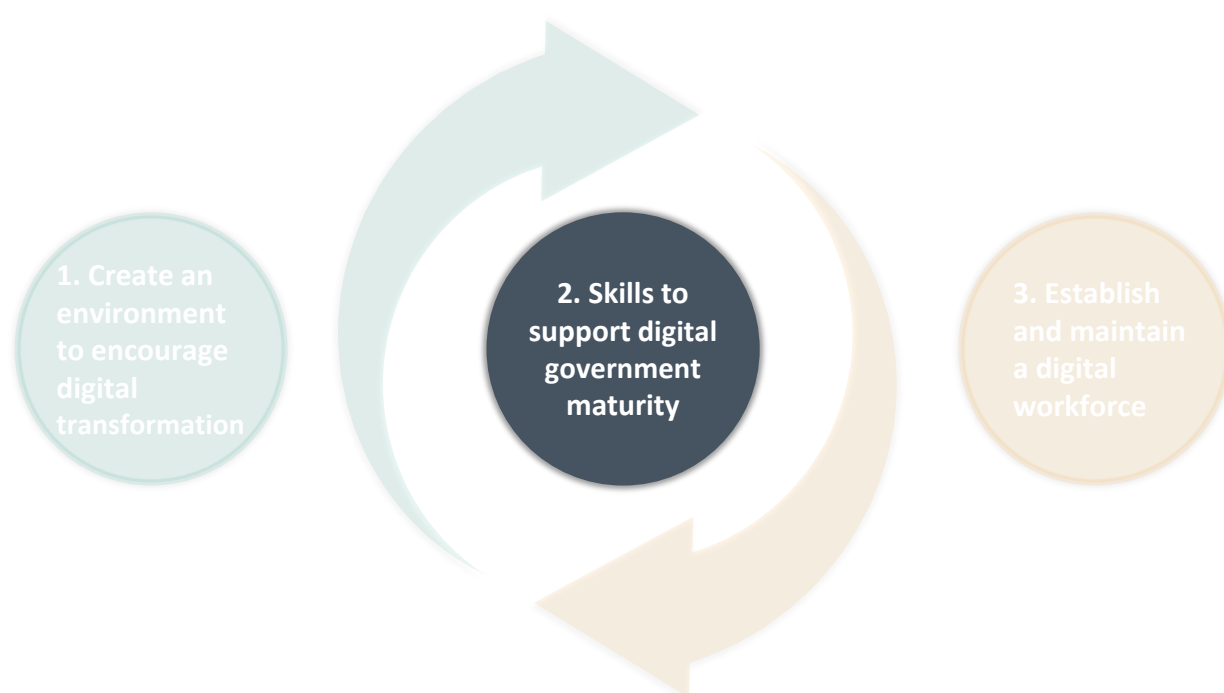 1. Create an
environment
to encourage
digital
transformation
2. Skills to
support digital
government
maturity
3. Establish
and maintain
a digital
workforce